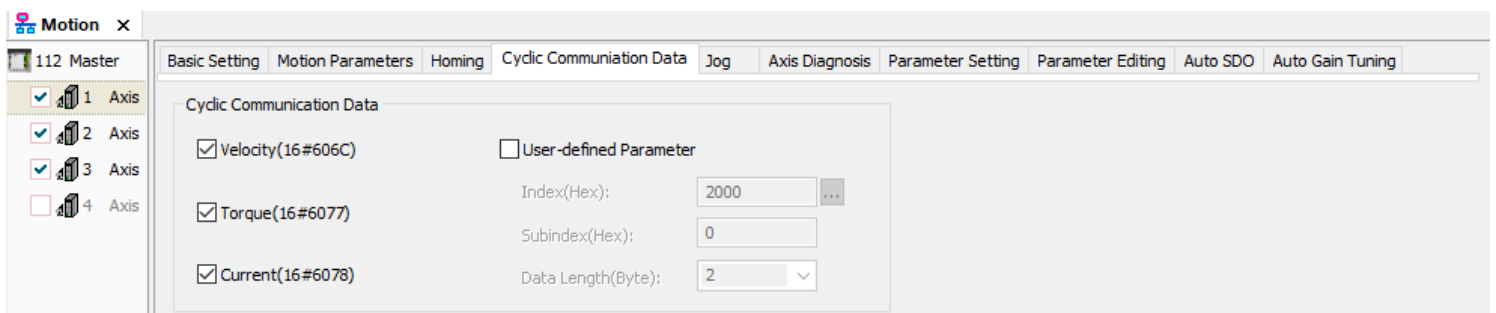 Motion
112 Master
Basic Setting Motion Parameters Homing Cyclic Communiation Data Jog Axis Diagnosis Parameter Setting Parameter Editing Auto SDO Auto Gain Tuning
1 Axis
2 Axis
3 Axis
4 Axis
Cyclic Communication Data
Velocity(16#606C)
User-defined Parameter
Index(Hex): 2000 ...
Torque(16#6077)
Subindex(Hex): 0
Current(16#6078)
Data Length(Byte): 2